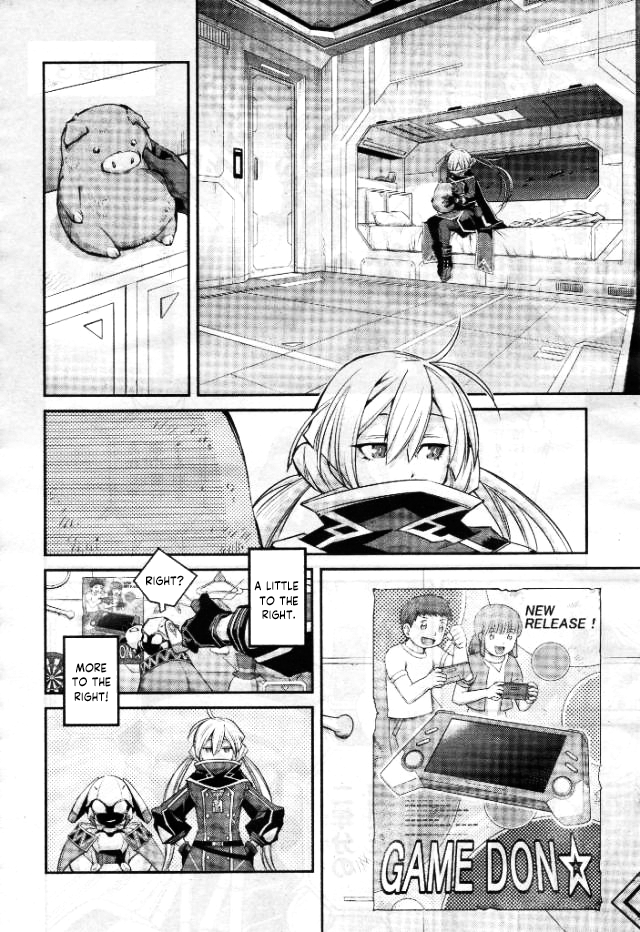 A LITTLE
TO THE
RIGHT.
RIGHT?
MORE
TO THE
RIGHT!
NEW
RELEASE !
GAME DON☆